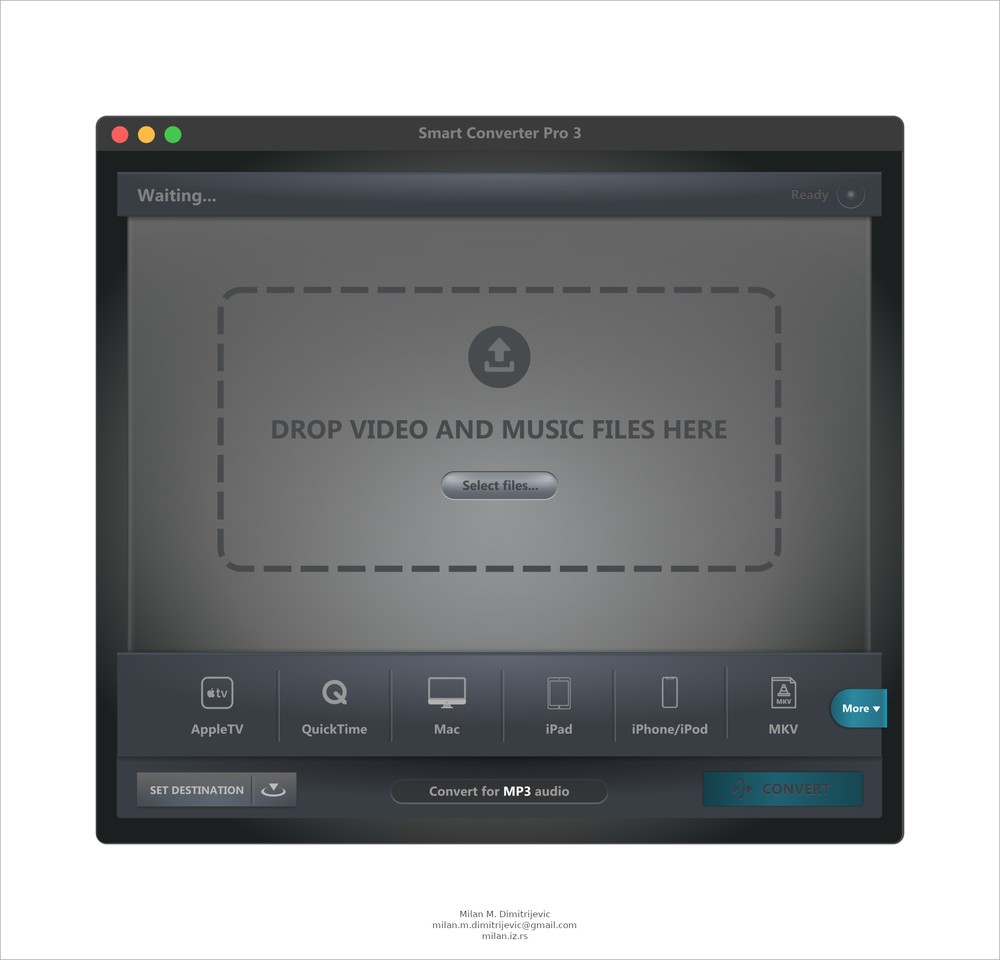 Smart Converter Pro 3
Waiting...
Ready
DROP VIDEO AND MUSIC FILES HERE
Select files...
tv
MKV
AppleTV
QuickTime
Mac
iPad
iPhone/iPod
MKV
More
SET DESTINATION
Convert for MP3 audio
CONVERT
Milan M. Dimitrijevic
milan.m.dimitrijevic@gmail.com
milan.iz.rs